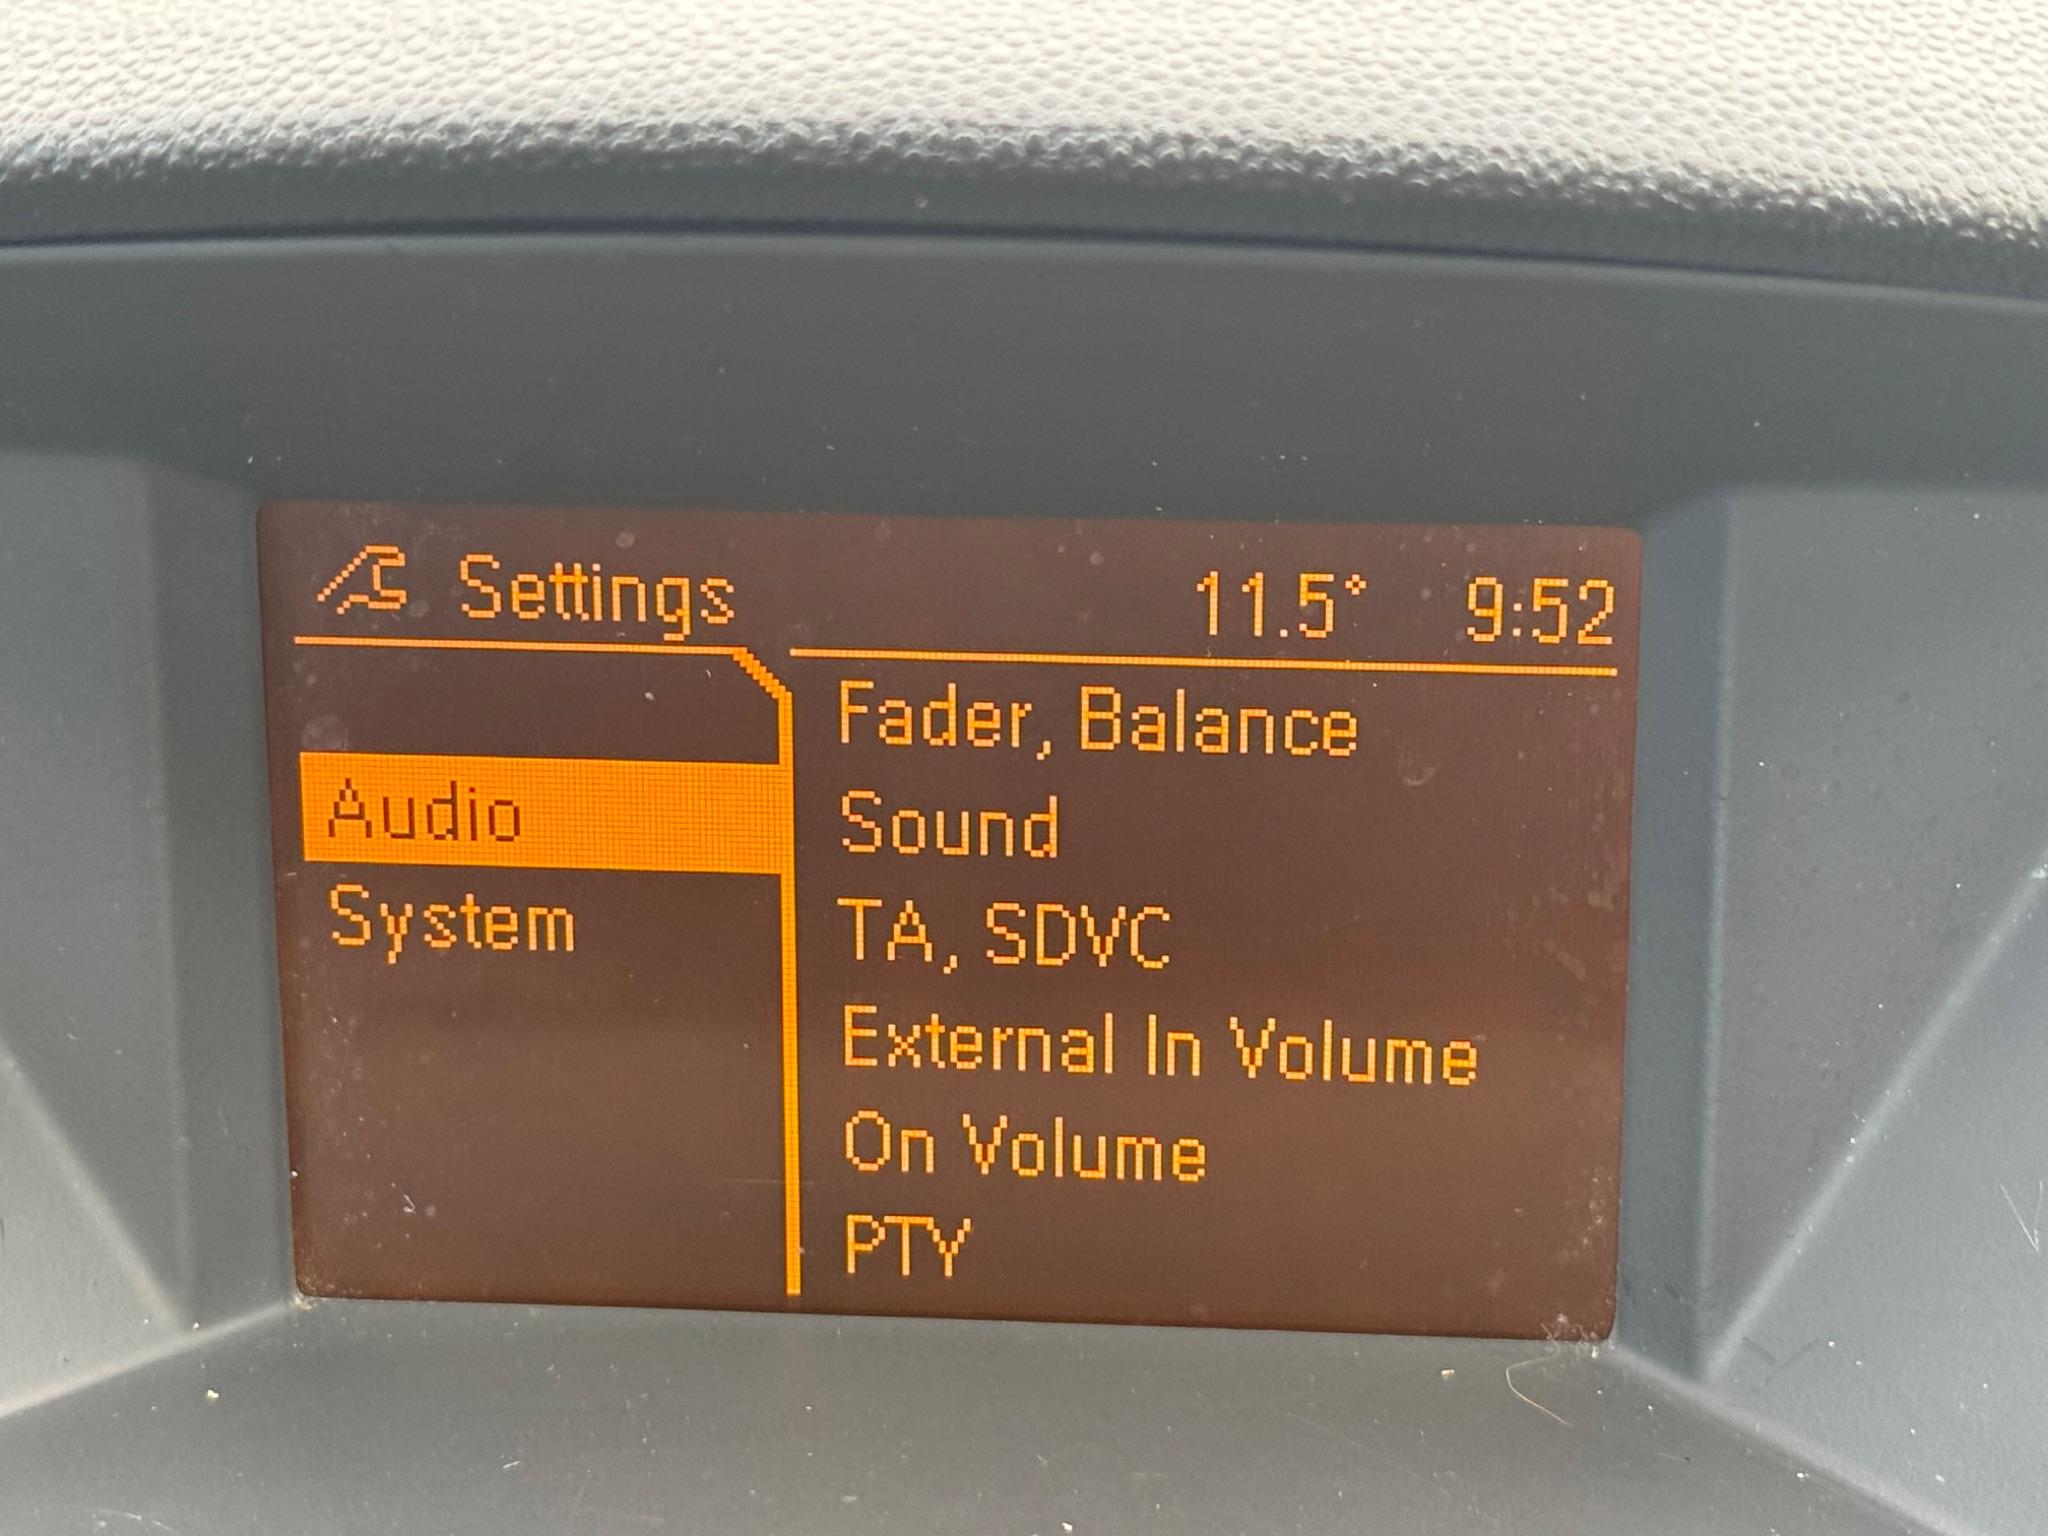 Settings 11.5° 9:52
Audio
System
Fader, Balance
Sound
TA, SDVC
External In Volume
On Volume
PTY